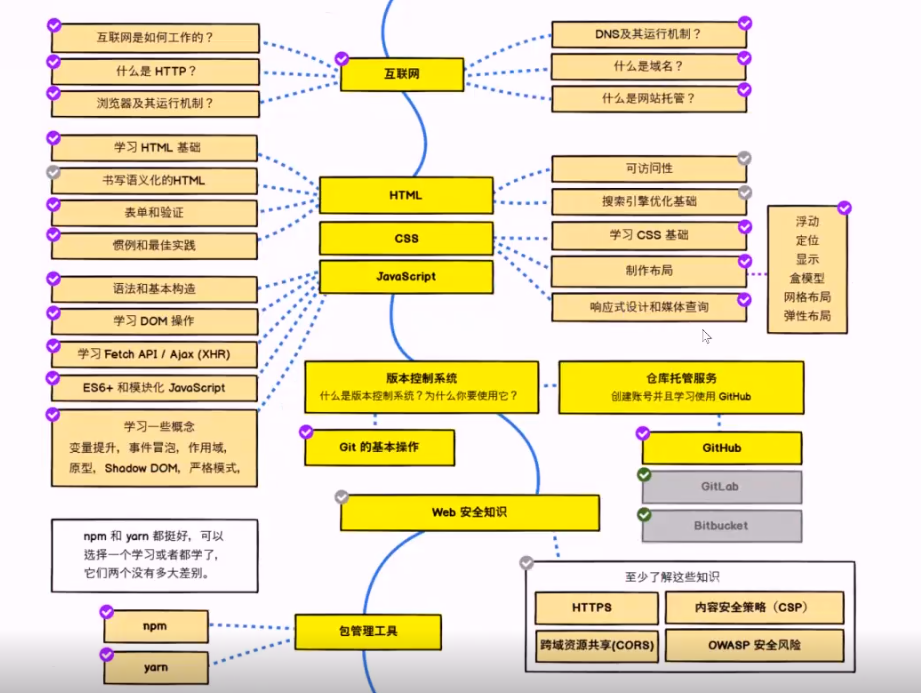 互联网是如何工作的？
什么是 HTTP？
浏览器及其运行机制？
互联网
DNS及其运行机制？
什么是域名？
什么是网站托管？
学习 HTML 基础
书写语义化的HTML
表单和验证
惯例和最佳实践
HTML
CSS
JavaScript
可访问性
搜索引擎优化基础
学习 CSS 基础
制作布局
响应式设计和媒体查询
浮动
定位
显示
盒模型
网格布局
弹性布局
语法和基本构造
学习 DOM 操作
学习 Fetch API / Ajax (XHR)
ES6+ 和模块化 JavaScript
学习一些概念
变量提升，事件冒泡，作用域，
原型，Shadow DOM，严格模式，
版本控制系统
什么是版本控制系统？为什么你要使用它？
仓库托管服务
创建账号并且学习使用 GitHub
Git 的基本操作
GitHub
GitLab
Bitbucket
Web 安全知识
npm 和 yarn 都挺好，可以
选择一个学习或者都学了，
它们两个没有多大差别。
至少了解这些知识
HTTPS
内容安全策略（CSP）
跨域资源共享(CORS)
OWASP 安全风险
npm
yarn
包管理工具